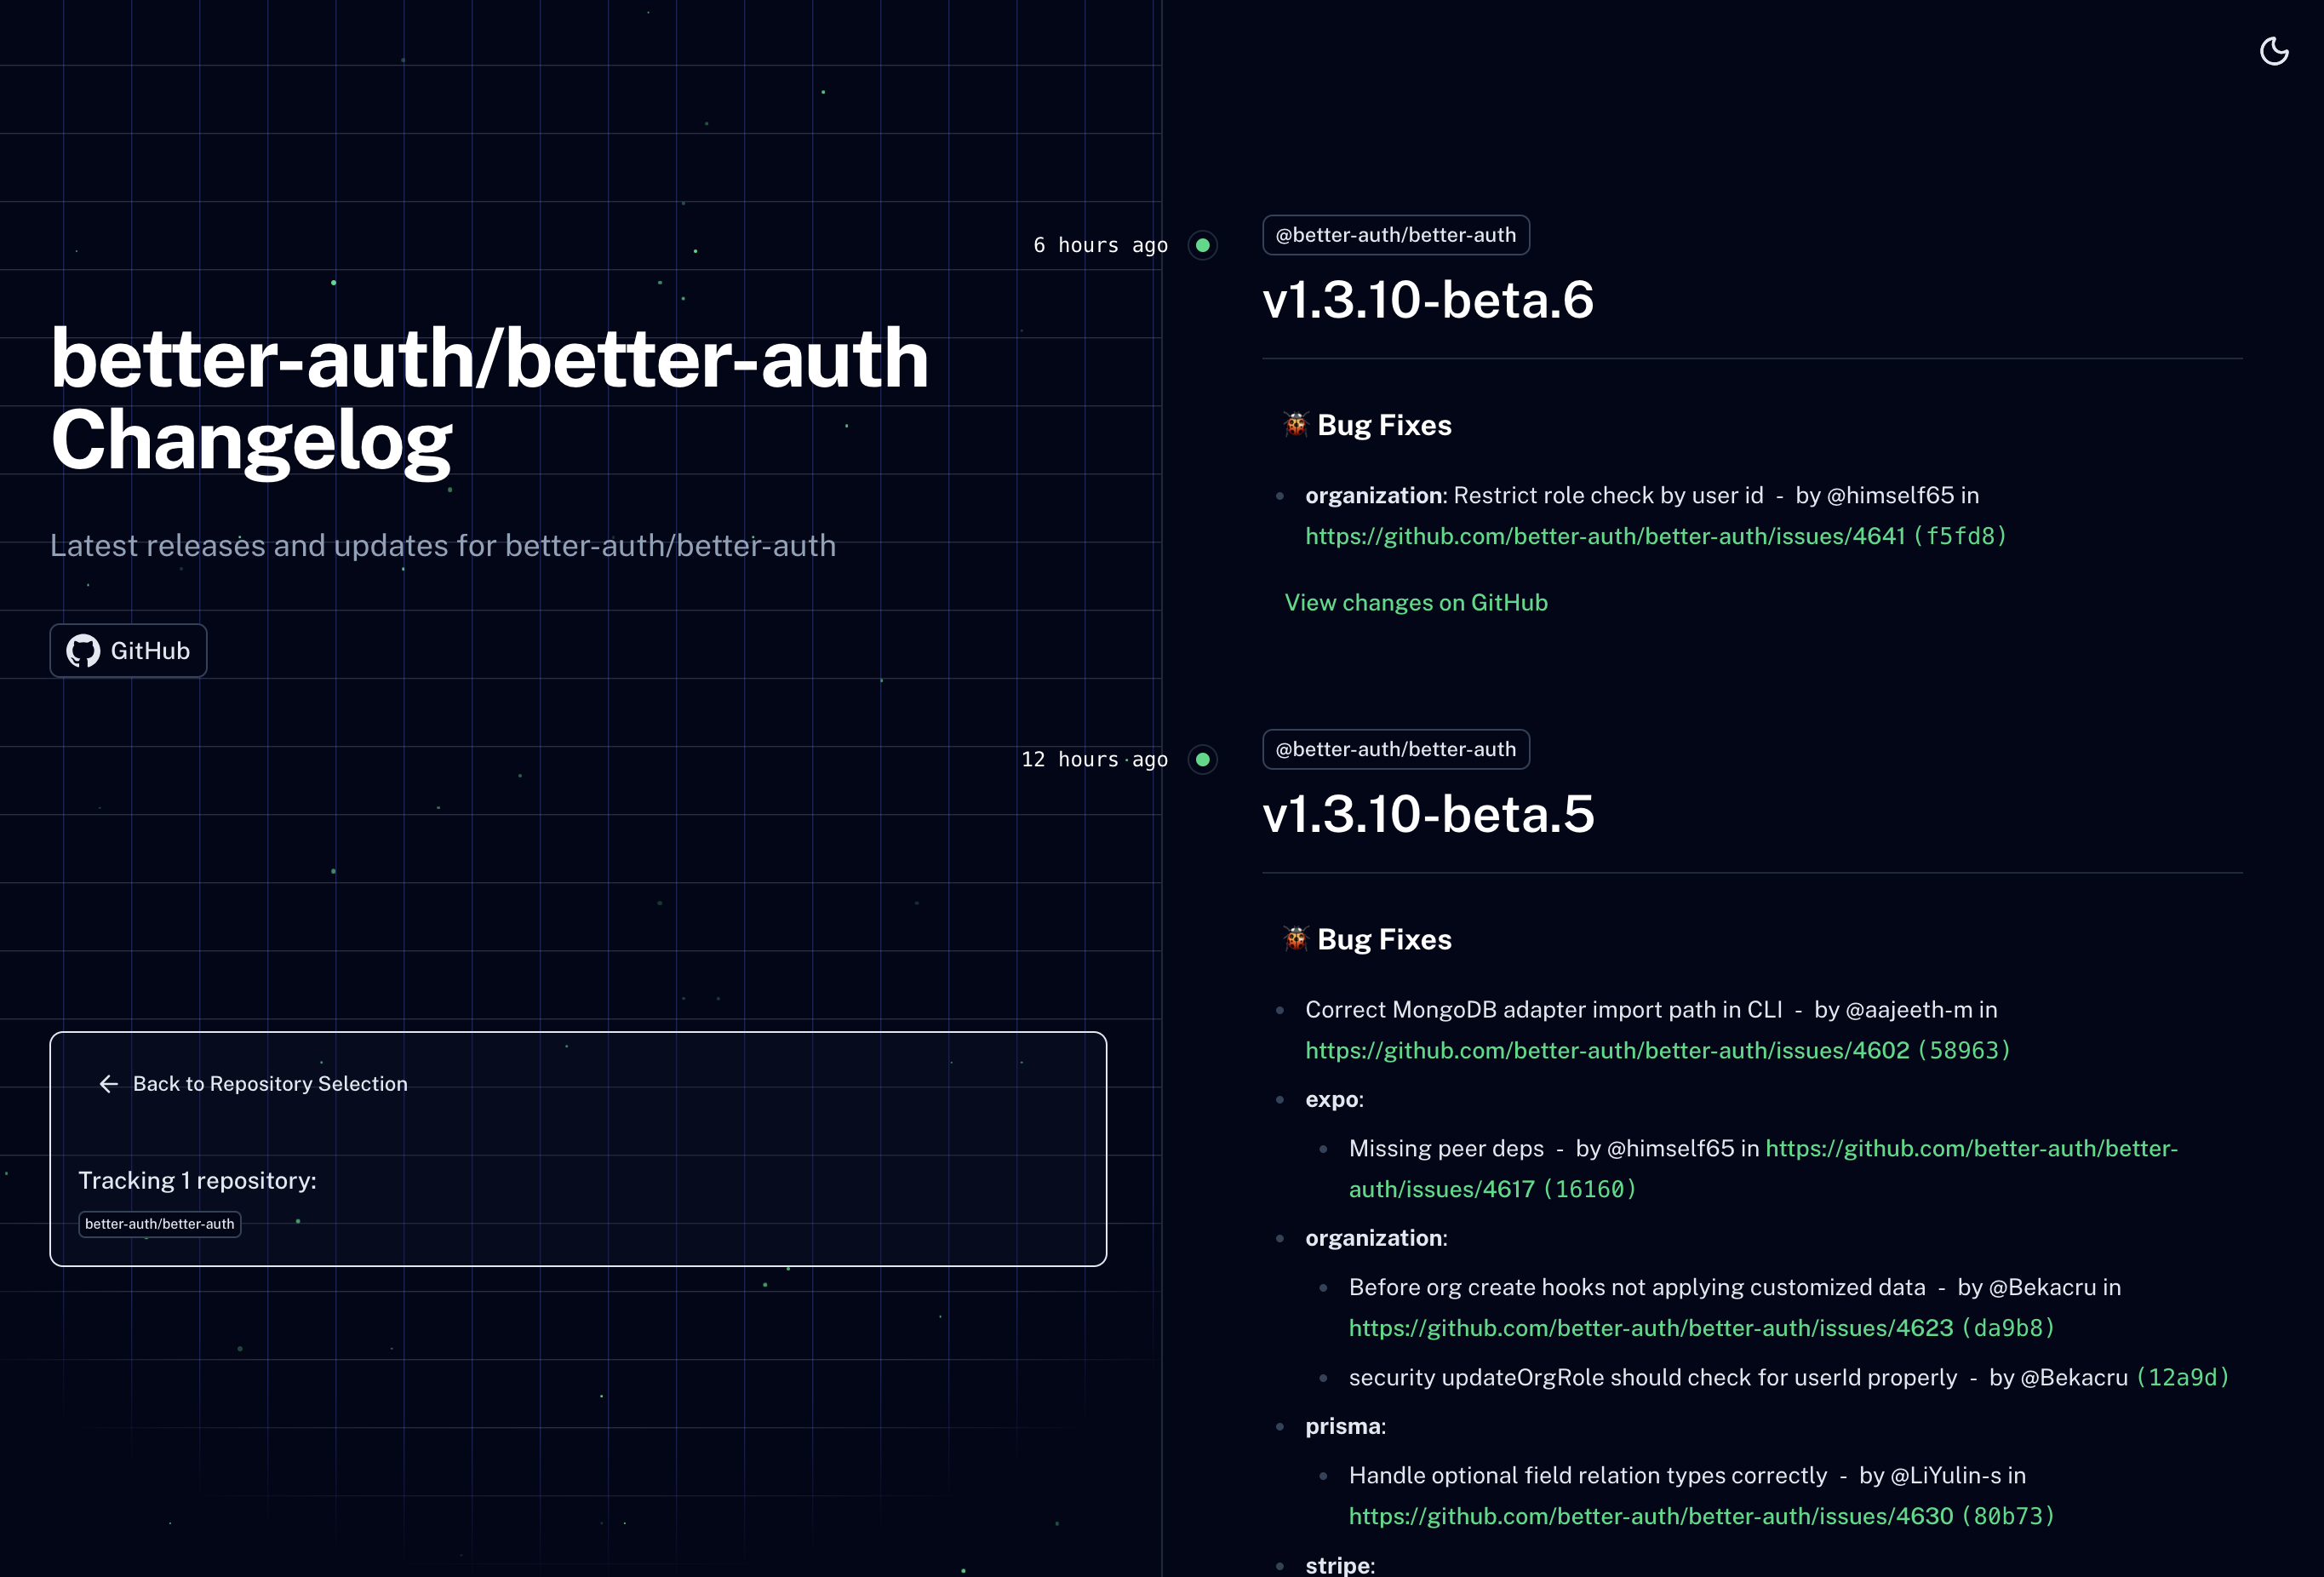 better-auth/better-auth
Changelog
Latest releases and updates for better-auth/better-auth
GitHub
← Back to Repository Selection
Tracking 1 repository:
better-auth/better-auth
6 hours ago
@better-auth/better-auth
v1.3.10-beta.6
🐞 Bug Fixes
organization: Restrict role check by user id - by @himself65 in
https://github.com/better-auth/better-auth/issues/4641 (f5fd8)
View changes on GitHub
12 hours ago
@better-auth/better-auth
v1.3.10-beta.5
🐞 Bug Fixes
Correct MongoDB adapter import path in CLI - by @aajeeth-m in
https://github.com/better-auth/better-auth/issues/4602 (58963)
expo:
Missing peer deps - by @himself65 in https://github.com/better-auth/better-
auth/issues/4617 (16160)
organization:
Before org create hooks not applying customized data - by @Bekacru in
https://github.com/better-auth/better-auth/issues/4623 (da9b8)
security updateOrgRole should check for userId properly - by @Bekacru (12a9d)
prisma:
Handle optional field relation types correctly - by @LiYulin-s in
https://github.com/better-auth/better-auth/issues/4630 (80b73)
stripe: